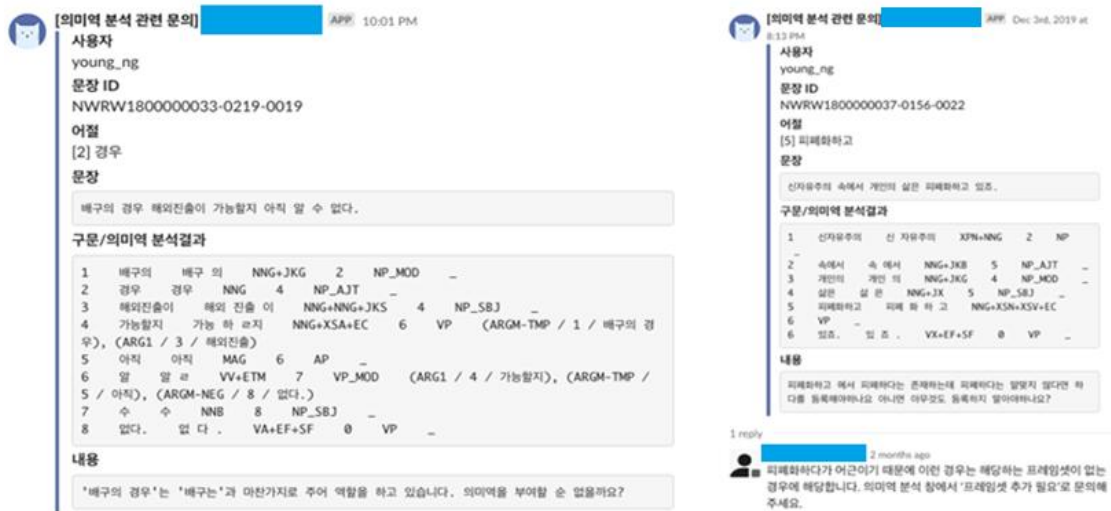 [의미역 분석 관련 문의] APP 10:01 PM
사용자
young_ng
문장 ID
NWRW1800000033-0219-0019
어절
[2] 경우
문장
배구의 경우 해외진출이 가능할지 아직 알 수 없다.
구문/의미역 분석결과
1 배구의 배구 의 NNG+JKG 2 NP_MOD _
2 경우 경우 NNG 4 NP_AJT _
3 해외진출이 해외 진출 이 NNG+NNG+JKS 4 NP_SBJ
4 가능할지 가능 하 ㄹ지 NNG+XSA+EC 6 VP (ARGM-TMP / 1 / 배구의 경
우), (ARG1 / 3 / 해외진출)
5 아직 아직 MAG 6 AP _
6 알 알 ㄹ VV+ETM 7 VP_MOD (ARG1 / 4 / 가능할지), (ARGM-TMP /
5 / 아직), (ARGM-NEG / 8 / 없다.)
7 수 수 NNB 8 NP_SBJ _
8 없다. 없 다 . VA+EF+SF 0 VP _
내용
'배구의 경우'는 '배구는'과 마찬가지로 주어 역할을 하고 있습니다. 의미역을 부여할 순 없을까요?
[의미역 분석 관련 문의] APP Dec 3rd, 2019 at
8:13 PM
사용자
young_ng
문장 ID
NWRW1800000037-0156-0022
어절
[5] 피폐화하고
문장
신자유주의 속에서 개인의 삶은 피폐화하고 있죠.
구문/의미역 분석결과
1 신자유주의 신 자유주의 XPN+NNG 2 NP
_
2 속에서 속 에서 NNG+JKB 5 NP_AJT _
3 개인의 개인 의 NNG+JKG 4 NP_MOD _
4 삶은 삶 은 NNG+JX 5 NP_SBJ _
5 피폐화하고 피폐 화 하 고 NNG+XSN+XSV+EC
6 VP _
6 있죠. 있 죠 . VX+EF+SF 0 VP _
내용
피폐화하고 에서 피폐하다는 존재하는데 피폐하다는 알맞지 않다면 하
다를 등록해야하나요 아니면 아무것도 등록하지 말아야하나요?
1 reply
2 months ago
피폐화하다가 어근이기 때문에 이런 경우는 해당하는 프레임셋이 없는
경우에 해당합니다. 의미역 분석 창에서 '프레임셋 추가 필요'로 문의해
주세요.